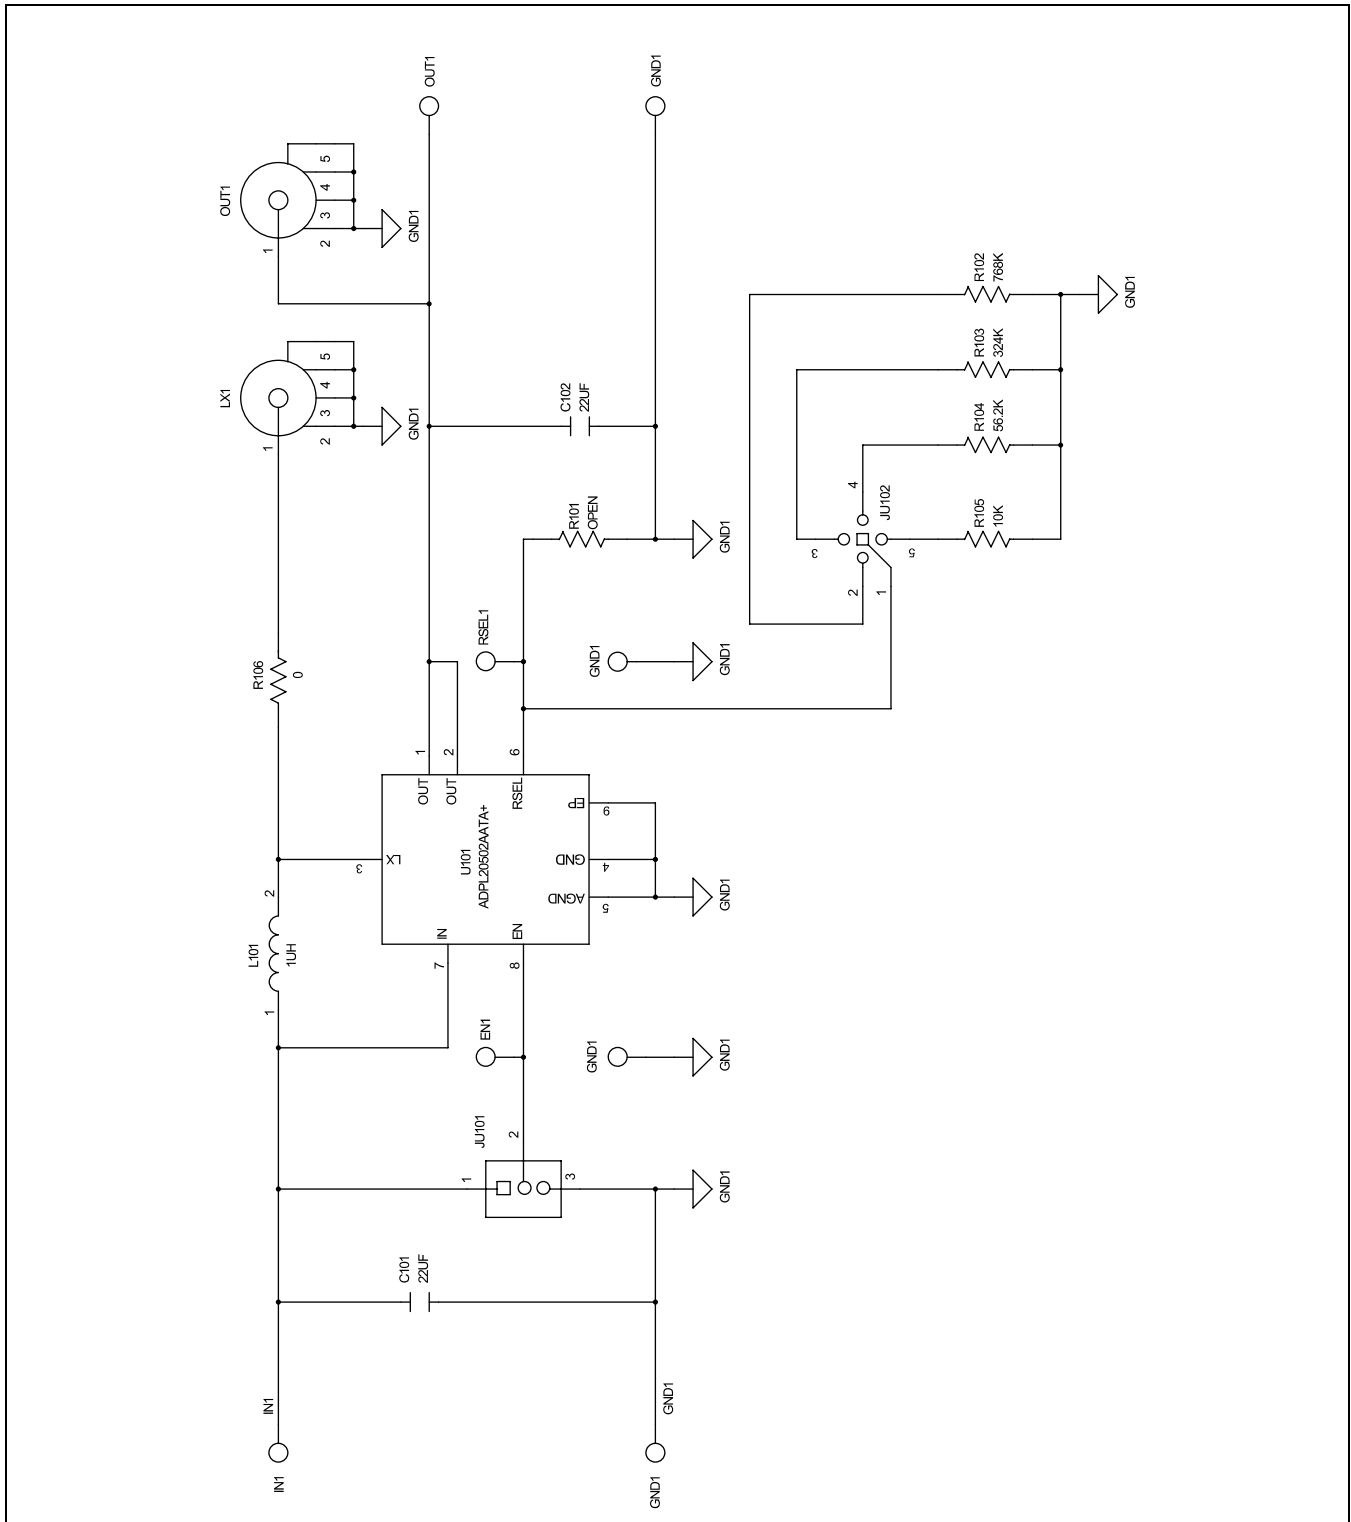 OUT1
GND1
OUT1
1
2
3
4
5
GND1
LX1
1
2
3
4
5
GND1
C102
22UF
R102
768K
R103
324K
R104
56.2K
R105
10K
GND1
JU102
4
3
5
2
1
R101
OPEN
GND1
RSEL1
GND1
GND1
R106
0
1
2
6
OUT
OUT
RSEL
3
LX
U101
ADPL20502AATA+
EP
9
GND
4
AGND
5
GND1
IN
EN
7
8
2
L101
1UH
1
EN1
GND1
GND1
JU101
2
1
3
GND1
C101
22UF
IN1
GND1
IN1
GND1